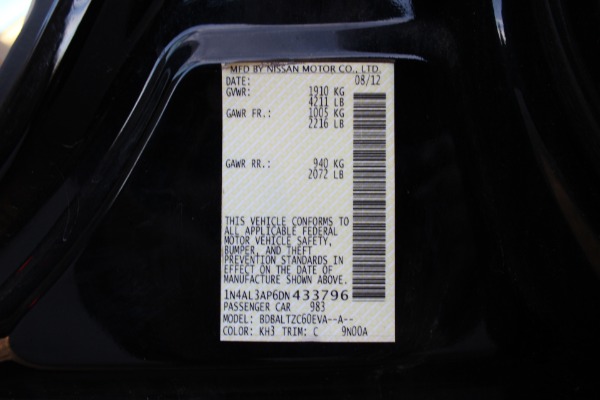 MFD BY NISSAN MOTOR CO., LTD.
DATE: 08/12
GVWR: 1910 KG
4211 LB
GAWR FR.: 1005 KG
2216 LB
GAWR RR.: 940 KG
2072 LB
THIS VEHICLE CONFORMS TO
ALL APPLICABLE FEDERAL
MOTOR VEHICLE SAFETY,
BUMPER, AND THEFT
PREVENTION STANDARDS IN
EFFECT ON THE DATE OF
MANUFACTURE SHOWN ABOVE.
1N4AL3AP6DN433796
PASSENGER CAR 983
MODEL: BDBALTZC60EVA--A--
COLOR: KH3 TRIM: C 9N00A